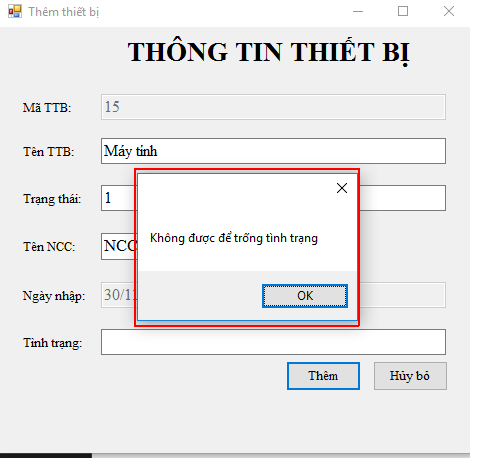 Thêm thiết bị
THÔNG TIN THIẾT BỊ
Mã TTB: 15
Tên TTB: Máy tính
Trạng thái: 1
Không được để trống tình trạng
Tên NCC: NCC
Ngày nhập: 30/1
OK
Tình trạng:
Thêm Hủy bỏ